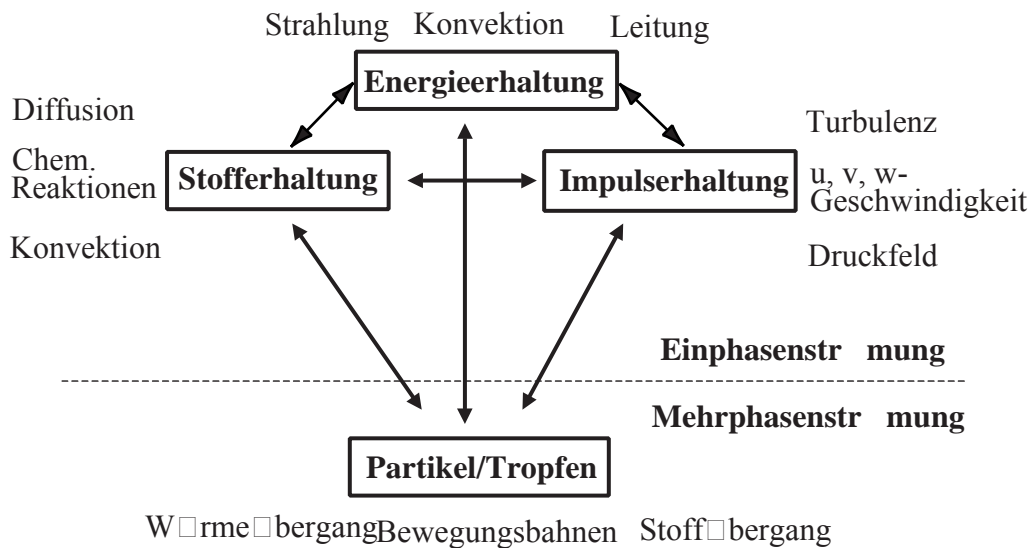 Strahlung Konvektion Leitung
Energieerhaltung
Diffusion
Turbulenz
Chem.
Reaktionen
Stofferhaltung
Impulserhaltung
u, v, w-
Geschwindigkeit
Konvektion
Druckfeld
Einphasenstr mung
Mehrphasenstr mung
Partikel/Tropfen
W□rme□bergang Bewegungsbahnen Stoff□bergang